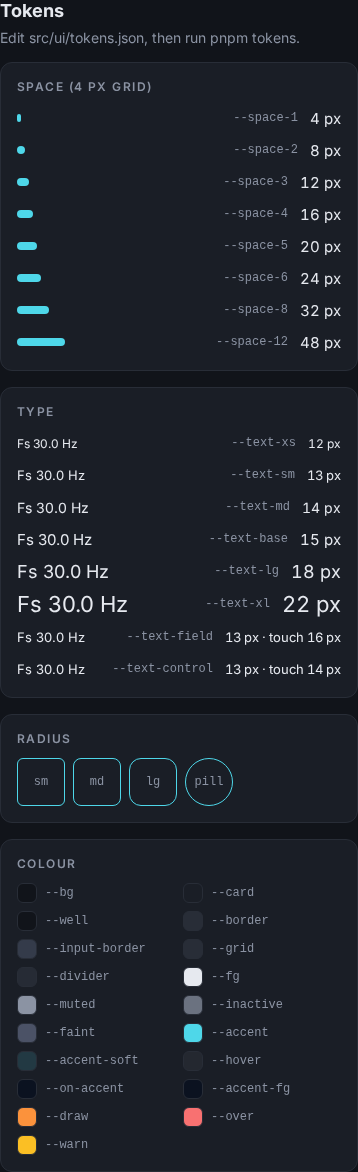 Tokens
Edit src/ui/tokens.json, then run pnpm tokens.
SPACE (4 PX GRID)
--space-1 4 px
--space-2 8 px
--space-3 12 px
--space-4 16 px
--space-5 20 px
--space-6 24 px
--space-8 32 px
--space-12 48 px
TYPE
Fs 30.0 Hz --text-xs 12 px
Fs 30.0 Hz --text-sm 13 px
Fs 30.0 Hz --text-md 14 px
Fs 30.0 Hz --text-base 15 px
Fs 30.0 Hz --text-lg 18 px
Fs 30.0 Hz --text-xl 22 px
Fs 30.0 Hz --text-field 13 px · touch 16 px
Fs 30.0 Hz --text-control 13 px · touch 14 px
RADIUS
sm md lg pill
COLOUR
--bg --card
--well --border
--input-border --grid
--divider --fg
--muted --inactive
--faint --accent
--accent-soft --hover
--on-accent --accent-fg
--draw --over
--warn